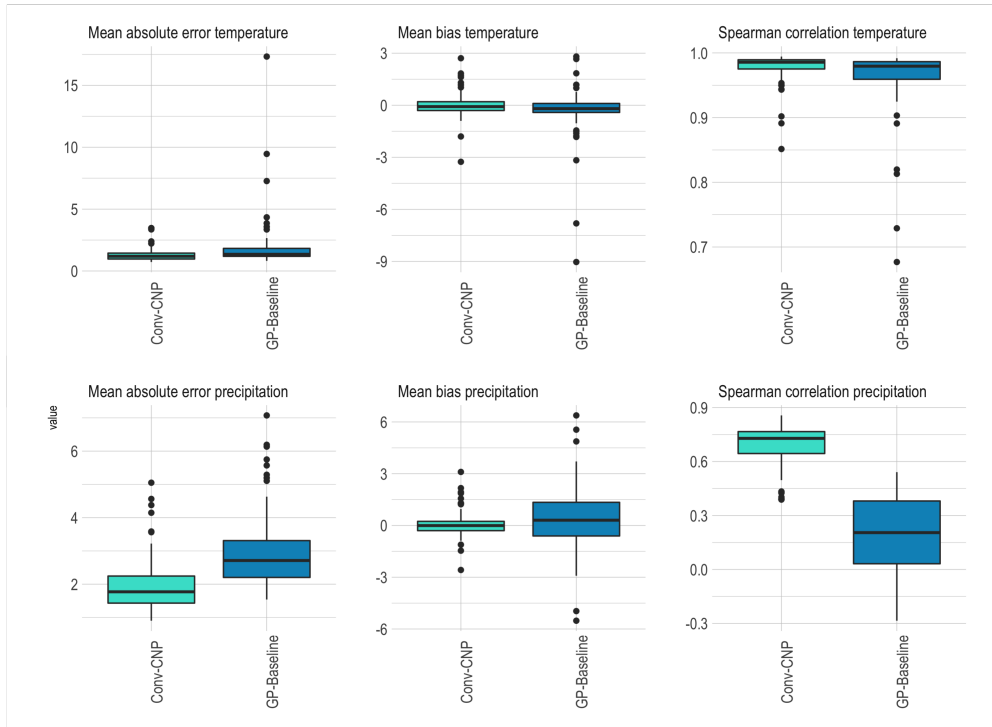 Mean absolute error temperature
15
10
5
0
Conv-CNP
GP-Baseline
Mean bias temperature
3
0
-3
-6
-9
Conv-CNP
GP-Baseline
Spearman correlation temperature
1.0
0.9
0.8
0.7
Conv-CNP
GP-Baseline
value
Mean absolute error precipitation
6
4
2
Conv-CNP
GP-Baseline
Mean bias precipitation
6
3
0
-3
-6
Conv-CNP
GP-Baseline
Spearman correlation precipitation
0.9
0.6
0.3
0.0
-0.3
Conv-CNP
GP-Baseline